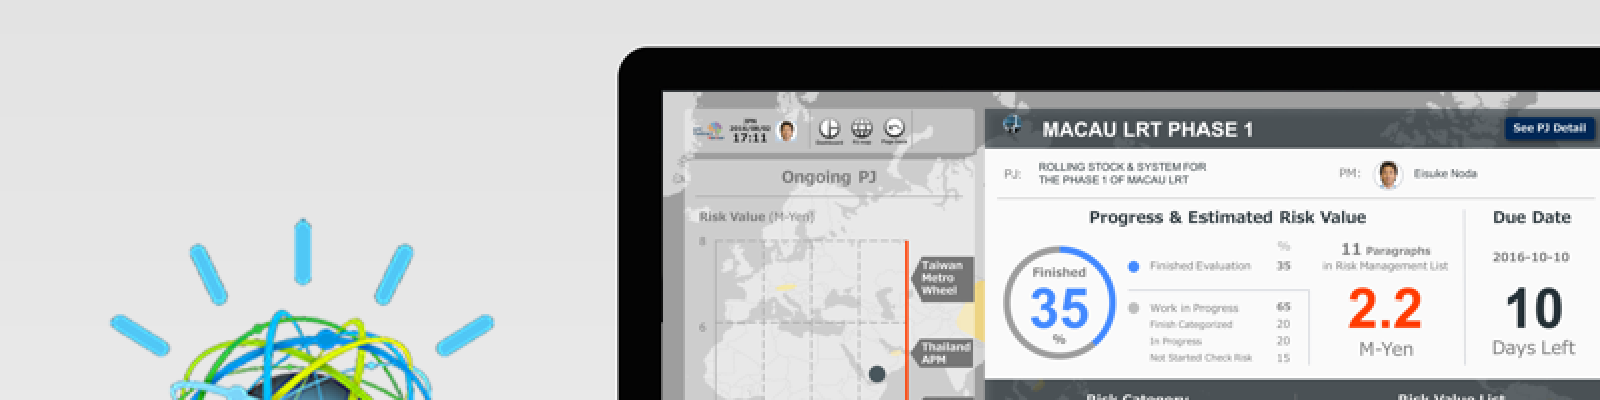 2016/08/02
17:11
Ongoing PJ
Risk Value (M-Yen)
8
6
Taiwan
Metro
Wheel
Thailand
APM
MACAU LRT PHASE 1
See PJ Detail
PJ:
ROLLING STOCK & SYSTEM FOR
THE PHASE 1 OF MACAU LRT
PM:
Eisuke Noda
Progress & Estimated Risk Value
Finished
35
%
%
Finished Evaluation 35
Work in Progress 65
Finish Categorized 20
In Progress 20
Not Started Check Risk 15
11 Paragraphs
in Risk Management List
2.2
M-Yen
Due Date
2016-10-10
10
Days Left
Risk Category
Risk Value List